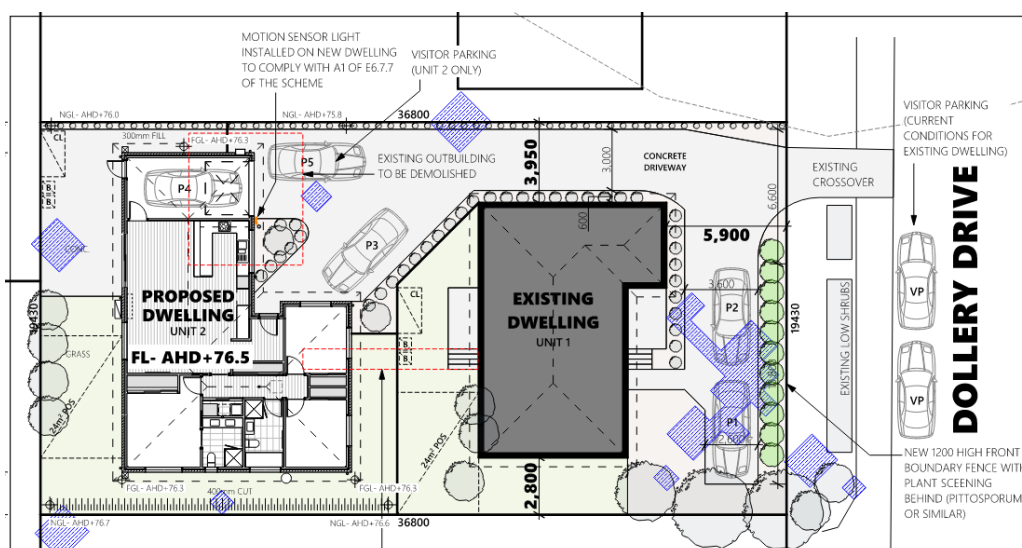 MOTION SENSOR LIGHT
INSTALLED ON NEW DWELLING
TO COMPLY WITH A1 OF E6.7.7
OF THE SCHEME
VISITOR PARKING
(UNIT 2 ONLY)
NGL- AHD+76.0
NGL- AHD+75.8
36800
CL
300mm FILL
FGL- AHD+76.3
P5
EXISTING OUTBUILDING
TO BE DEMOLISHED
3,950
3,000
CONCRETE
DRIVEWAY
VISITOR PARKING
(CURRENT
CONDITIONS FOR
EXISTING DWELLING)
EXISTING
CROSSOVER
B
B
P4
6,600
600
5,900
P3
PROPOSED
DWELLING
UNIT 2
FL- AHD+76.5
19430
GRASS
24m² POS
CL
B
B
EXISTING
DWELLING
UNIT 1
3,600
P2
P1
2,600
19430
EXISTING LOW SHRUBS
VP
VP
DOLLERY DRIVE
24m² POS
2,800
NEW 1200 HIGH FRONT
BOUNDARY FENCE WITH
PLANT SCEENING
BEHIND (PITTOSPORUM
OR SIMILAR)
FGL- AHD+76.3
400mm CUT
FGL- AHD+76.3
NGL- AHD+76.7
NGL- AHD+76.6
36800